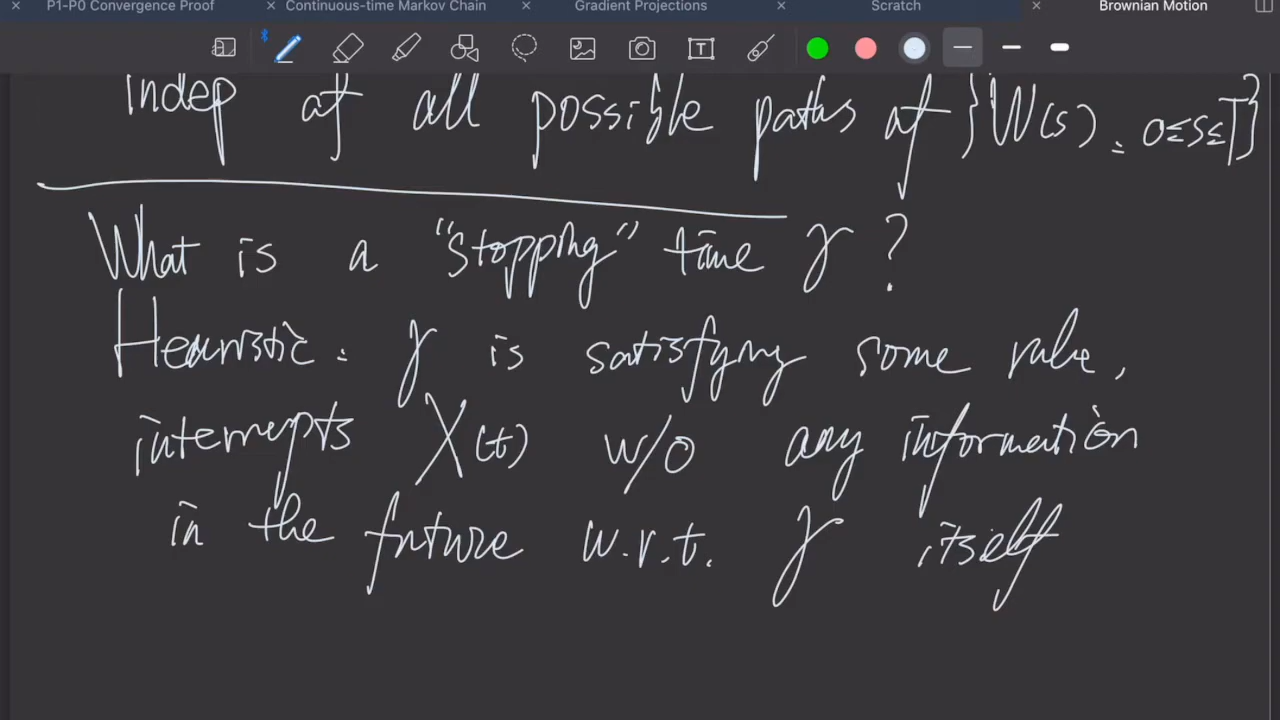 P1-P0 Convergence Proof Continuous-time Markov Chain Gradient Projections Scratch Brownian Motion
indep of all possible paths of {W(s) : 0≤s≤T}
What is a "stopping" time γ ?
Heuristic : γ is satisfying some rule,
interrupts X(t) w/o any information
in the future w.r.t. γ itself